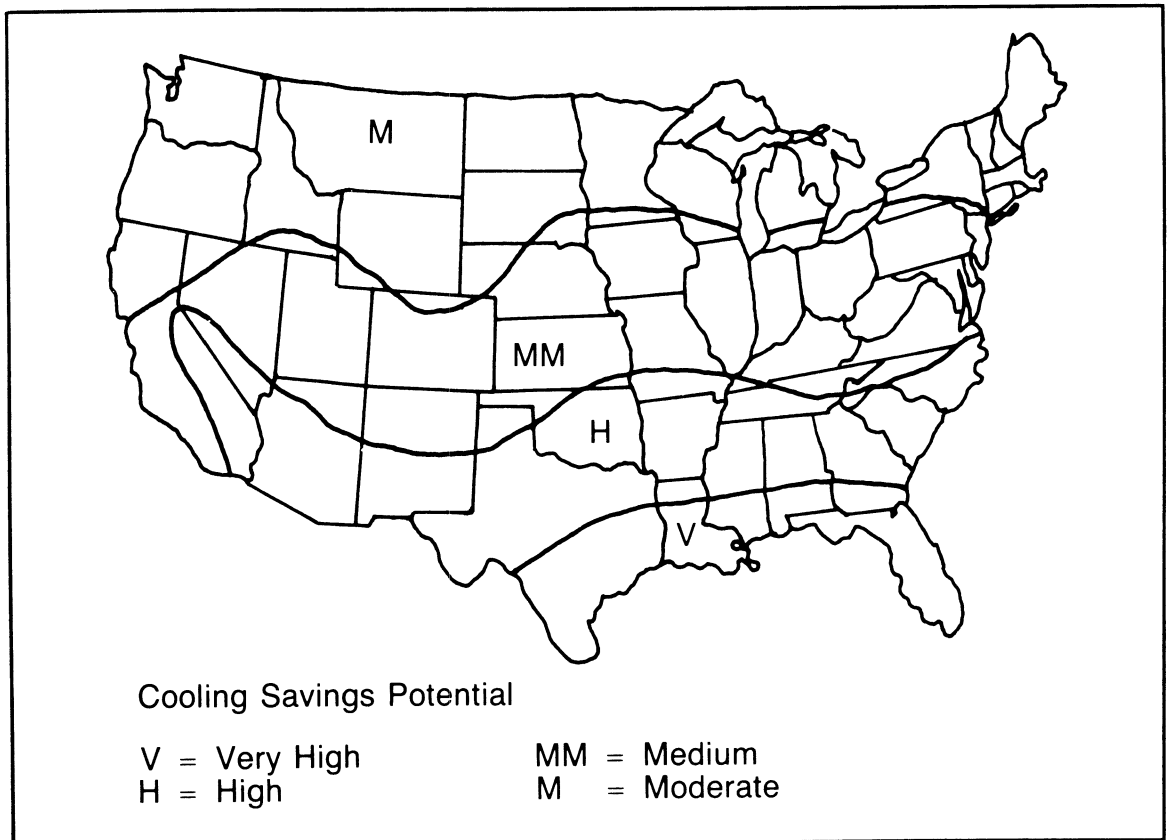 M
MM
H
V
Cooling Savings Potential
V = Very High
MM = Medium
H = High
M = Moderate